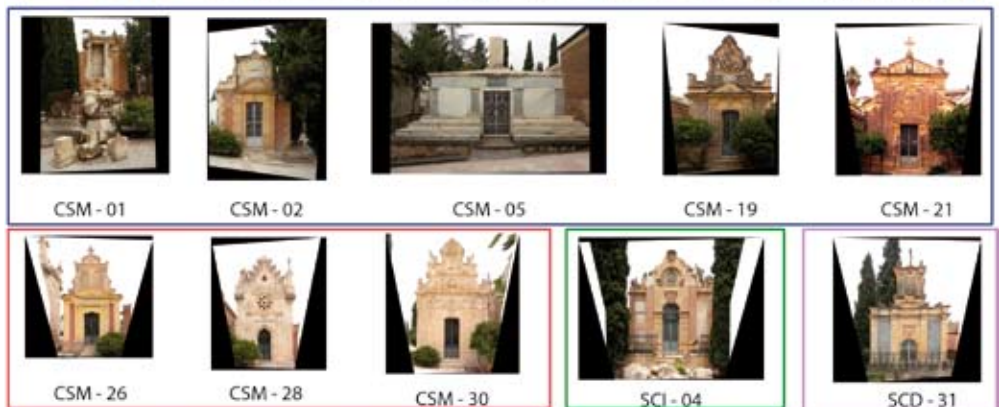 CSM - 01
CSM - 02
CSM - 05
CSM - 19
CSM - 21
CSM - 26
CSM - 28
CSM - 30
SCI - 04
SCD - 31